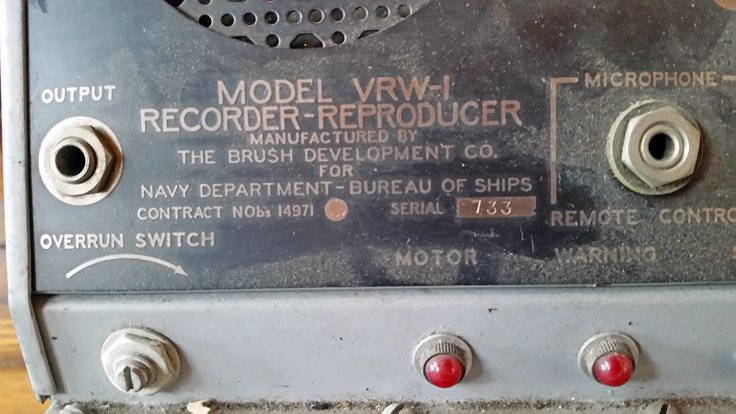 OUTPUT
MODEL VRW-1
RECORDER-REPRODUCER
MANUFACTURED BY
THE BRUSH DEVELOPMENT CO.
FOR
NAVY DEPARTMENT-BUREAU OF SHIPS
CONTRACT NObs 14971 SERIAL 733
MICROPHONE
REMOTE CONTRO
OVERRUN SWITCH
MOTOR
WARNING